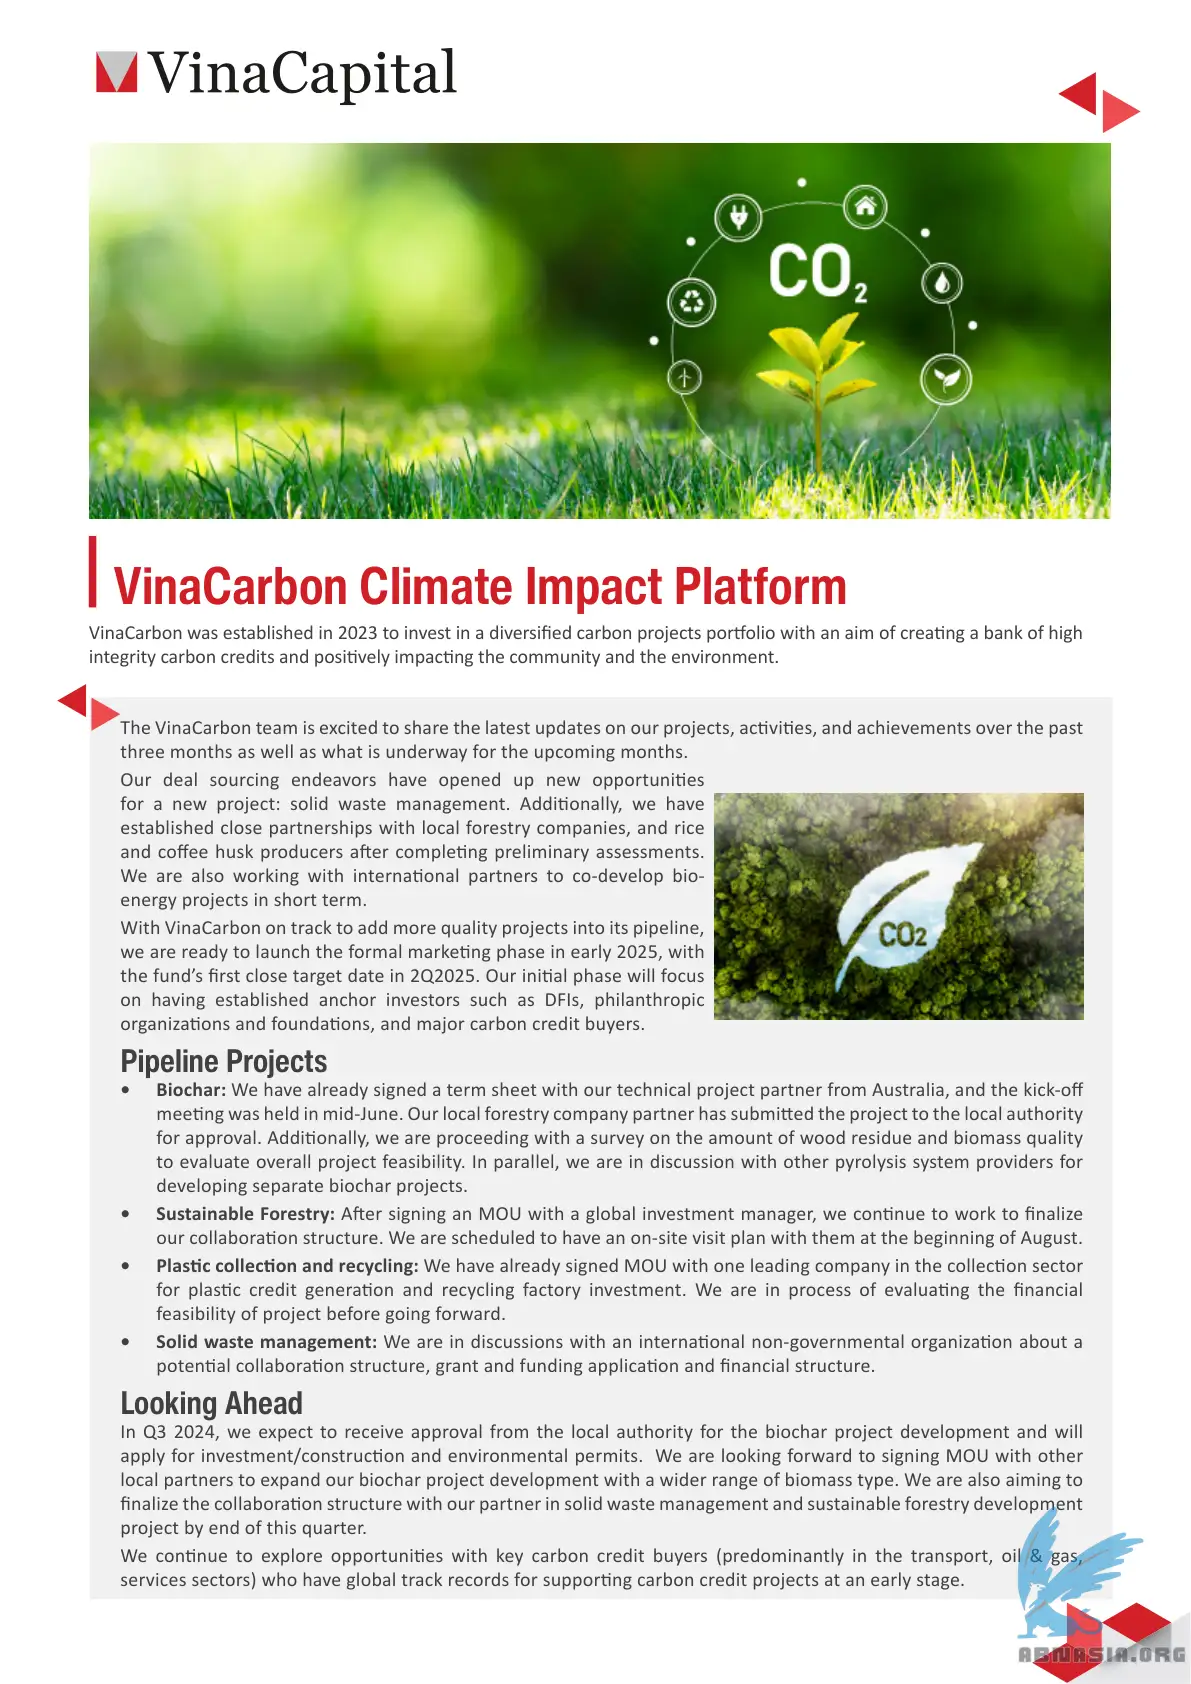 VinaCapital
CO2
VinaCarbon Climate Impact Platform
VinaCarbon was established in 2023 to invest in a diversified carbon projects portfolio with an aim of creating a bank of high
integrity carbon credits and positively impacting the community and the environment.
The VinaCarbon team is excited to share the latest updates on our projects, activities, and achievements over the past
three months as well as what is underway for the upcoming months.
Our deal sourcing endeavors have opened up new opportunities
for a new project: solid waste management. Additionally, we have
established close partnerships with local forestry companies, and rice
and coffee husk producers after completing preliminary assessments.
We are also working with international partners to co-develop bio-
energy projects in short term.
With VinaCarbon on track to add more quality projects into its pipeline,
we are ready to launch the formal marketing phase in early 2025, with
the fund's first close target date in 2Q2025. Our initial phase will focus
on having established anchor investors such as DFIs, philanthropic
organizations and foundations, and major carbon credit buyers.
CO2
Pipeline Projects
• Biochar: We have already signed a term sheet with our technical project partner from Australia, and the kick-off
meeting was held in mid-June. Our local forestry company partner has submitted the project to the local authority
for approval. Additionally, we are proceeding with a survey on the amount of wood residue and biomass quality
to evaluate overall project feasibility. In parallel, we are in discussion with other pyrolysis system providers for
developing separate biochar projects.
• Sustainable Forestry: After signing an MOU with a global investment manager, we continue to work to finalize
our collaboration structure. We are scheduled to have an on-site visit plan with them at the beginning of August.
• Plastic collection and recycling: We have already signed MOU with one leading company in the collection sector
for plastic credit generation and recycling factory investment. We are in process of evaluating the financial
feasibility of project before going forward.
• Solid waste management: We are in discussions with an international non-governmental organization about a
potential collaboration structure, grant and funding application and financial structure.
Looking Ahead
In Q3 2024, we expect to receive approval from the local authority for the biochar project development and will
apply for investment/construction and environmental permits. We are looking forward to signing MOU with other
local partners to expand our biochar project development with a wider range of biomass type. We are also aiming to
finalize the collaboration structure with our partner in solid waste management and sustainable forestry development
project by end of this quarter.
We continue to explore opportunities with key carbon credit buyers (predominantly in the transport, oil & gas,
services sectors) who have global track records for supporting carbon credit projects at an early stage.
ABNASIA.ORG